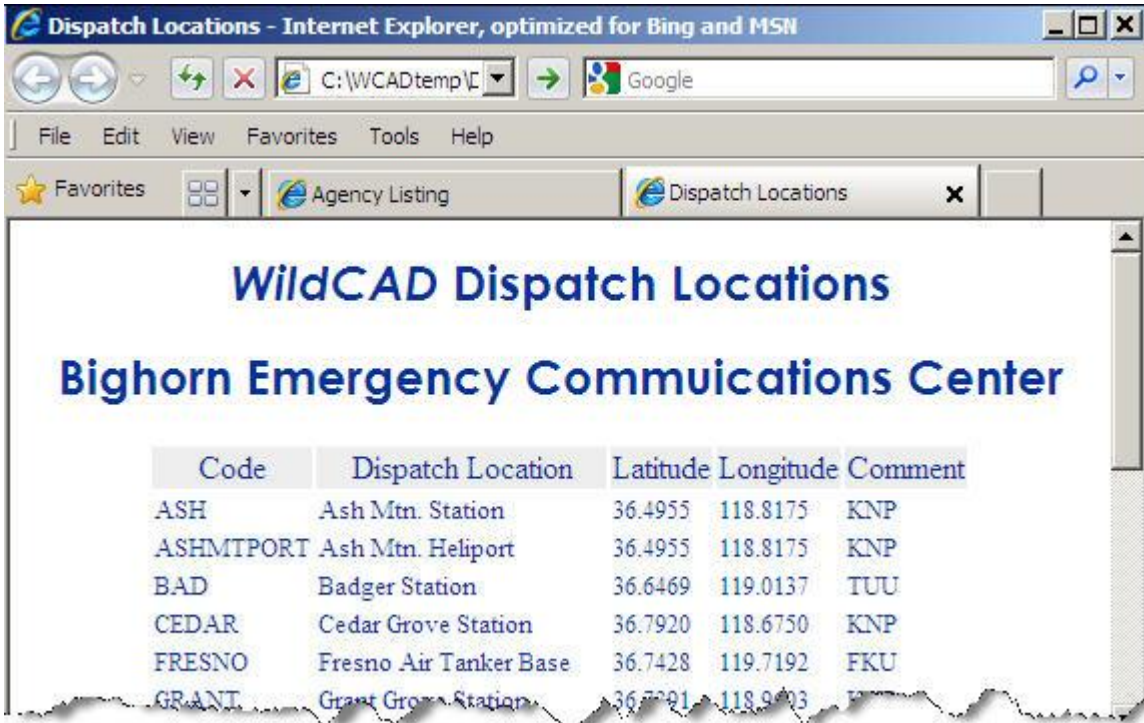 Dispatch Locations - Internet Explorer, optimized for Bing and MSN
C:\WCADtemp\D Google
File Edit View Favorites Tools Help
Favorites Agency Listing Dispatch Locations
WildCAD Dispatch Locations
Bighorn Emergency Commuications Center
Code Dispatch Location Latitude Longitude Comment
ASH Ash Mtn. Station 36.4955 118.8175 KNP
ASHMTPORT Ash Mtn. Heliport 36.4955 118.8175 KNP
BAD Badger Station 36.6469 119.0137 TUU
CEDAR Cedar Grove Station 36.7920 118.6750 KNP
FRESNO Fresno Air Tanker Base 36.7428 119.7192 FKU
GRANT Grant Grove Station